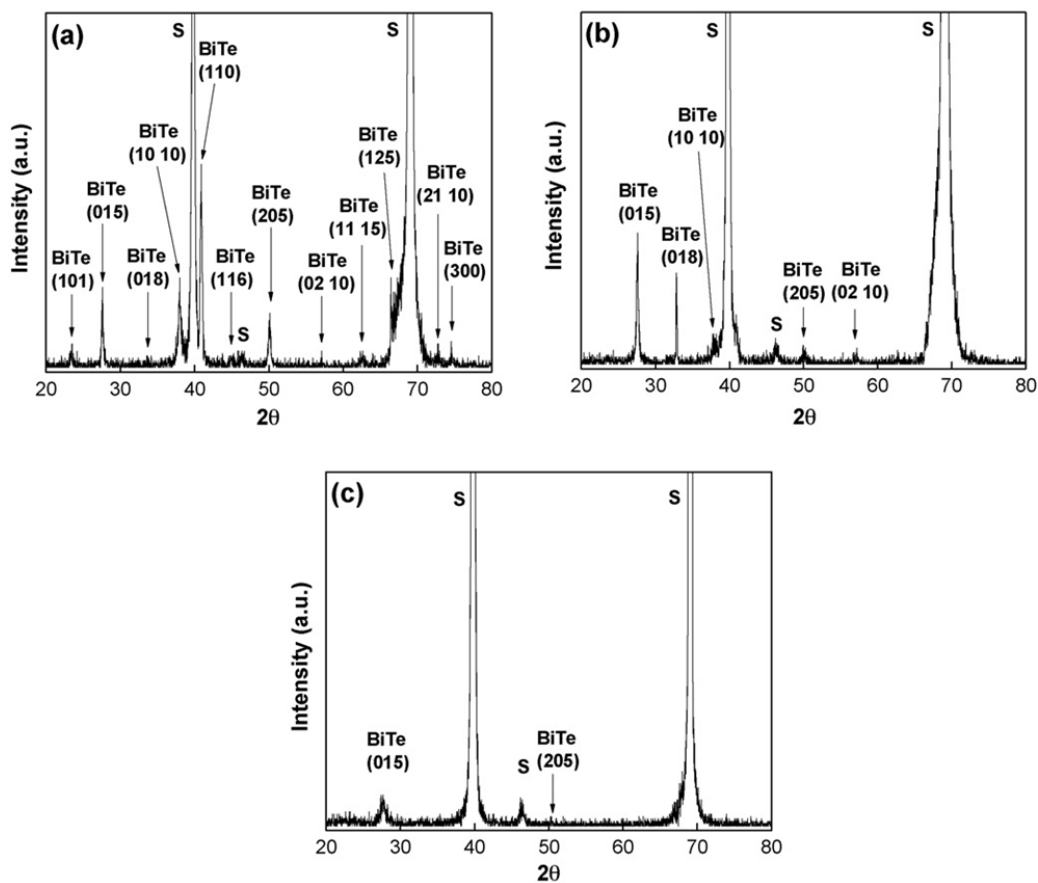 (a)
S
S
BiTe
(110)
BiTe
(10 10)
BiTe
(125)
BiTe
(015)
BiTe
(205)
BiTe
(11 15)
BiTe
(21 10)
BiTe
(101)
BiTe
(018)
BiTe
(116)
S
BiTe
(02 10)
BiTe
(300)
Intensity (a.u.)
20 30 40 50 60 70 80
2θ
(b)
S
S
BiTe
(10 10)
BiTe
(015)
BiTe
(018)
S
BiTe
(205)
BiTe
(02 10)
Intensity (a.u.)
20 30 40 50 60 70 80
2θ
(c)
S
S
BiTe
(015)
S
BiTe
(205)
Intensity (a.u.)
20 30 40 50 60 70 80
2θ